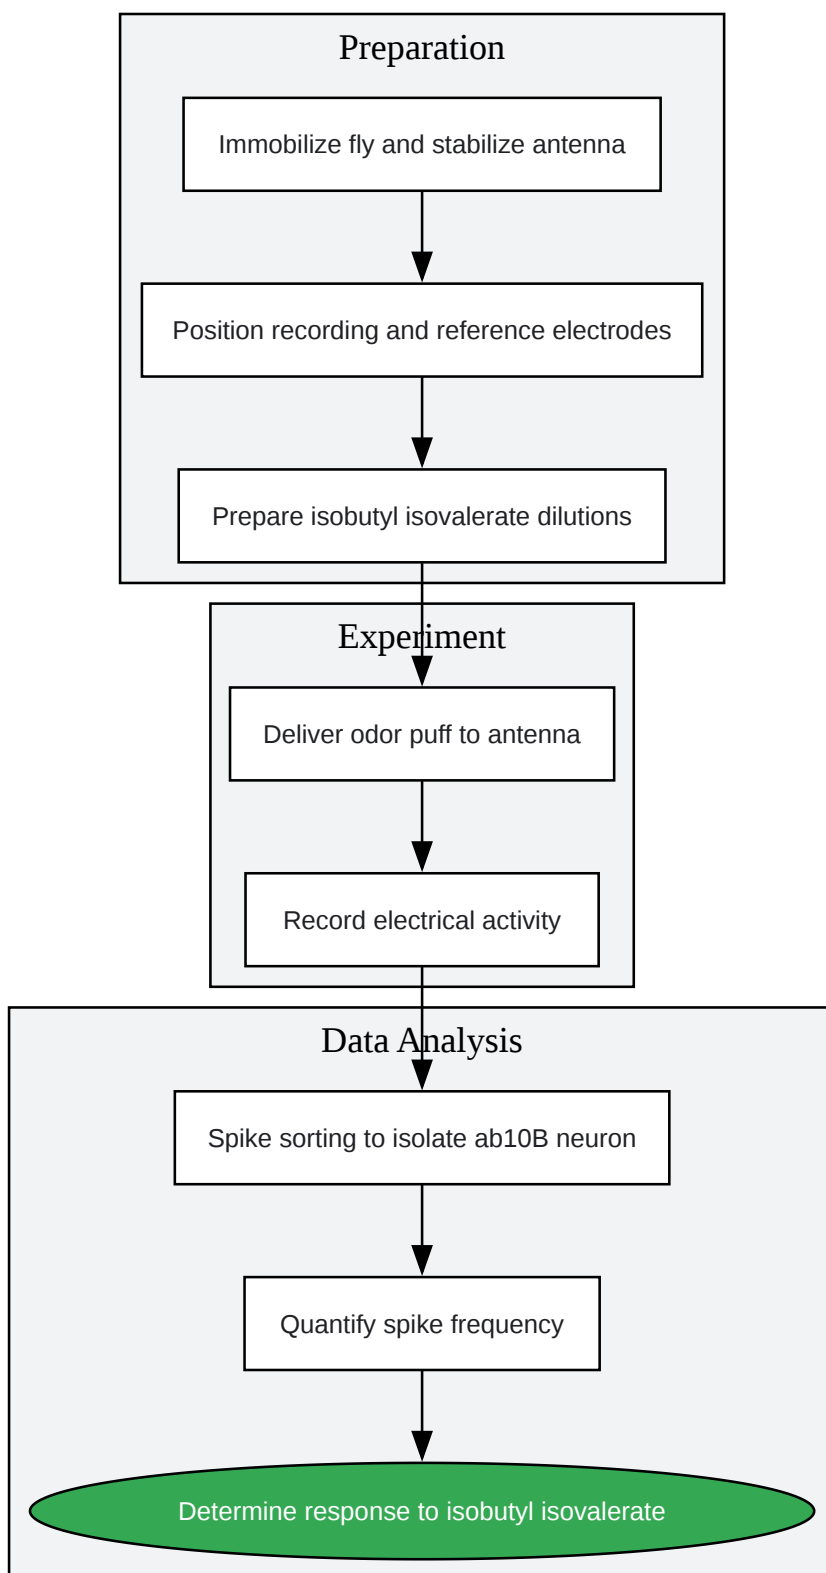 Preparation
Immobilize fly and stabilize antenna
Position recording and reference electrodes
Prepare isobutyl isovalerate dilutions
Experiment
Deliver odor puff to antenna
Record electrical activity
Data Analysis
Spike sorting to isolate ab10B neuron
Quantify spike frequency
Determine response to isobutyl isovalerate